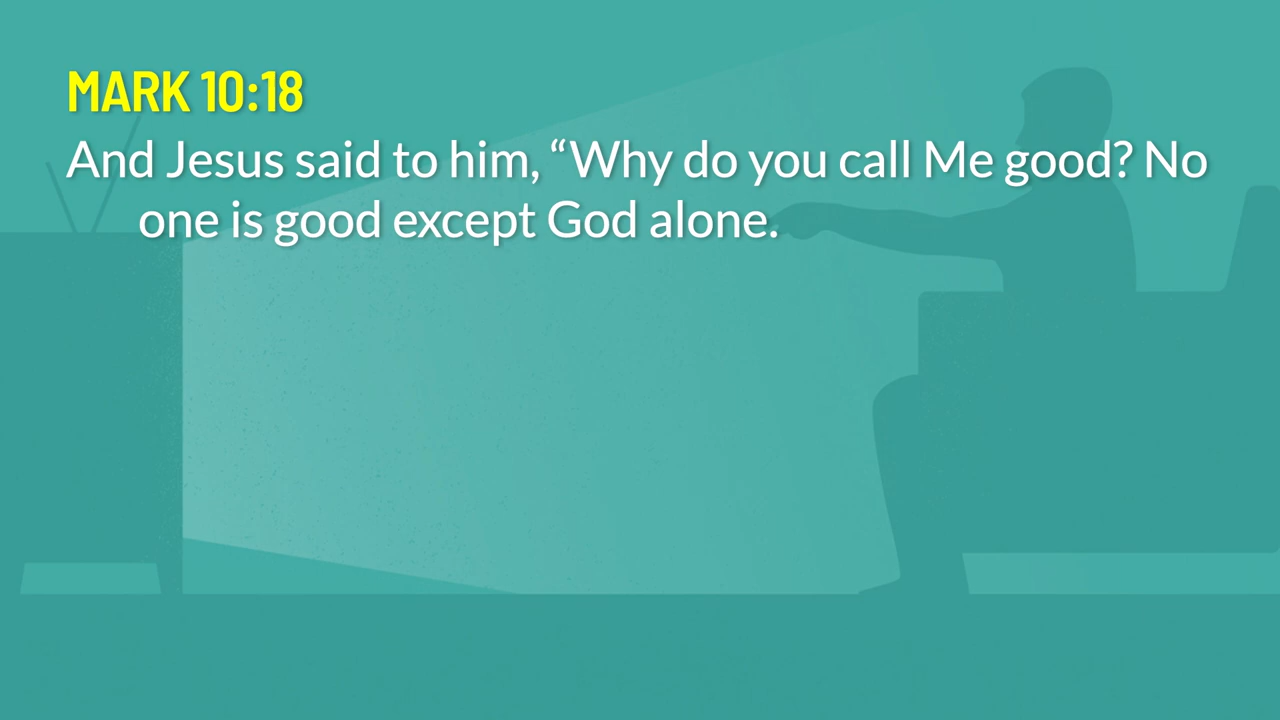 MARK 10:18
And Jesus said to him, “Why do you call Me good? No
one is good except God alone.